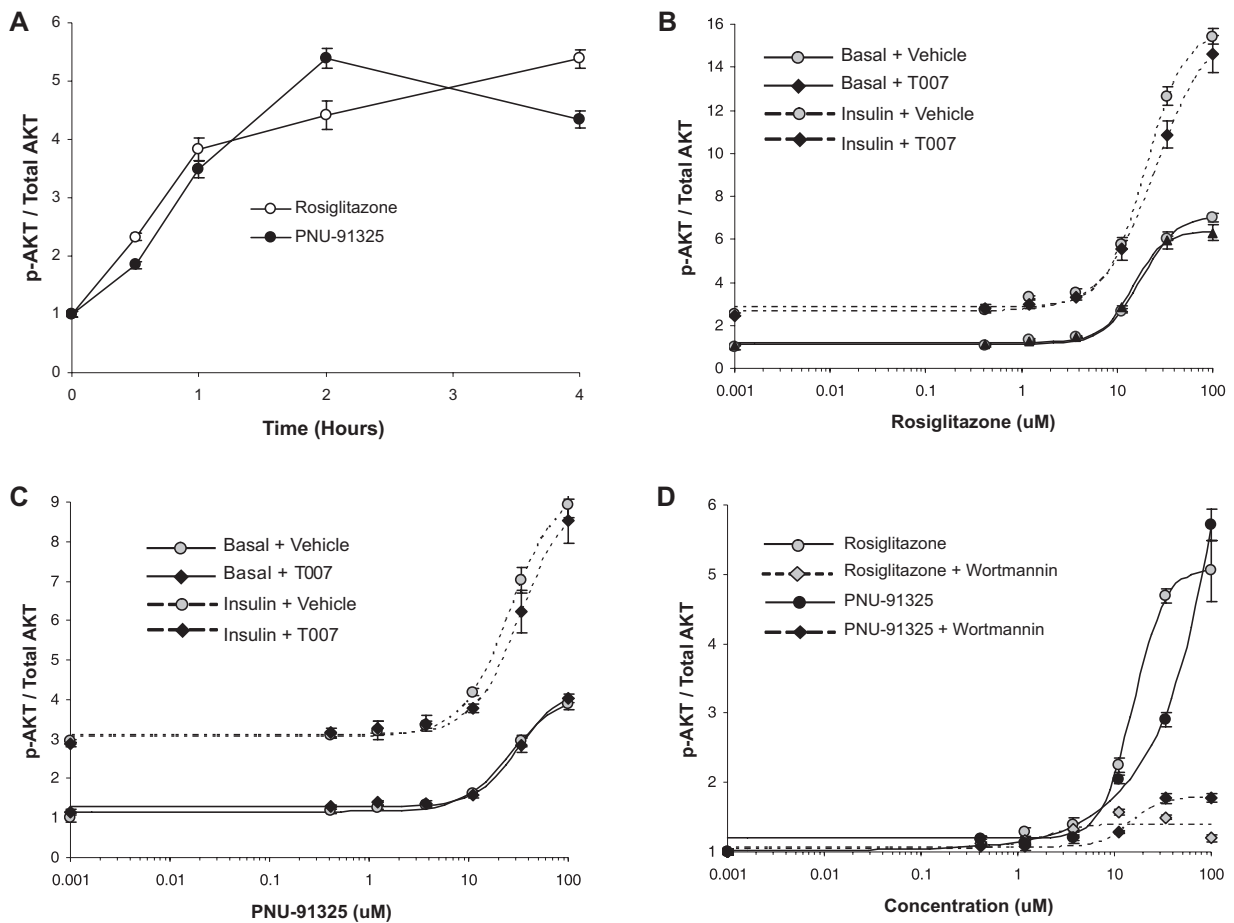 A
p-AKT / Total AKT
6
5
4
3
2
1
0
0 1 2 3 4
Time (Hours)
Rosiglitazone
PNU-91325
B
p-AKT / Total AKT
16
14
12
10
8
6
4
2
0
0.001 0.01 0.1 1 10 100
Rosiglitazone (uM)
Basal + Vehicle
Basal + T007
Insulin + Vehicle
Insulin + T007
C
p-AKT / Total AKT
9
8
7
6
5
4
3
2
1
0
0.001 0.01 0.1 1 10 100
PNU-91325 (uM)
Basal + Vehicle
Basal + T007
Insulin + Vehicle
Insulin + T007
D
p-AKT / Total AKT
6
5
4
3
2
1
0.001 0.01 0.1 1 10 100
Concentration (uM)
Rosiglitazone
Rosiglitazone + Wortmannin
PNU-91325
PNU-91325 + Wortmannin